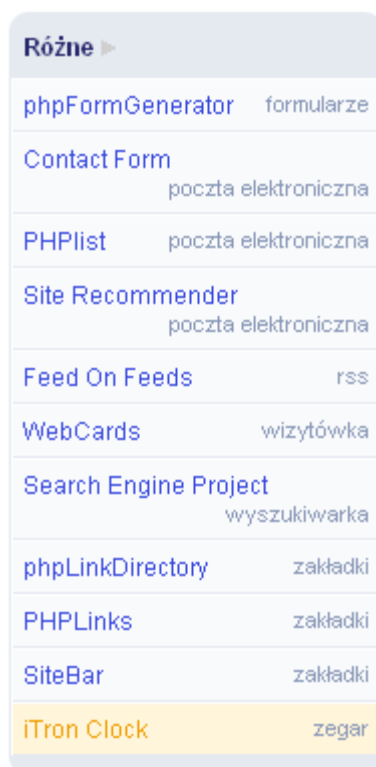 Różne
phpFormGenerator formularze
Contact Form
poczta elektroniczna
PHPlist poczta elektroniczna
Site Recommender
poczta elektroniczna
Feed On Feeds rss
WebCards wizytówka
Search Engine Project
wyszukiwarka
phpLinkDirectory zakładki
PHPLinks zakładki
SiteBar zakładki
iTron Clock zegar